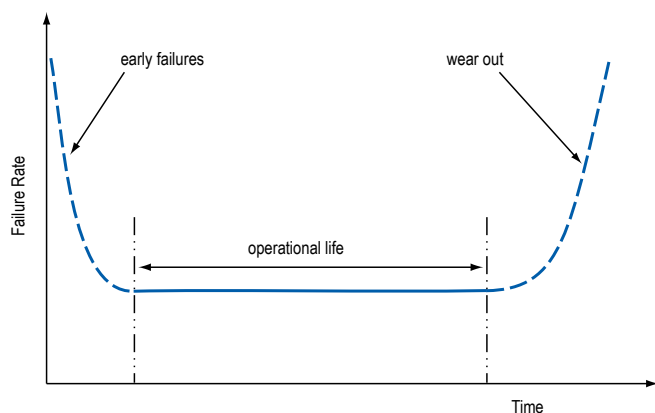 early failures
wear out
Failure Rate
operational life
Time